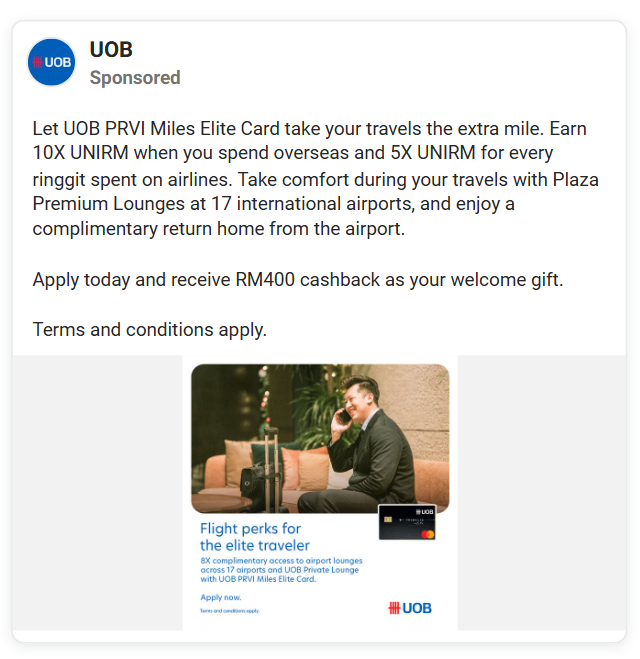 UOB
UOB
Sponsored
Let UOB PRVI Miles Elite Card take your travels the extra mile. Earn
10X UNIRM when you spend overseas and 5X UNIRM for every
ringgit spent on airlines. Take comfort during your travels with Plaza
Premium Lounges at 17 international airports, and enjoy a
complimentary return home from the airport.
Apply today and receive RM400 cashback as your welcome gift.
Terms and conditions apply.
UOB
Flight perks for
the elite traveler
8X complimentary access to airport lounges
across 17 airports and UOB Private Lounge
with UOB PRVI Miles Elite Card.
Apply now.
Terms and conditions apply.
UOB